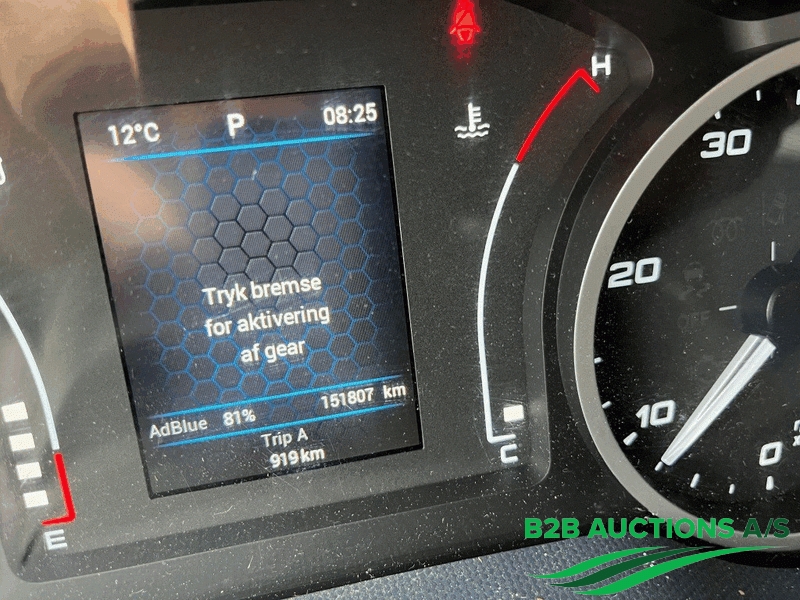 12°C P 08:25
Tryk bremse
for aktivering
af gear
AdBlue 81% 151807 km
Trip A
919 km
E
H
C
30
20
10
0
B2B AUCTIONS A/S